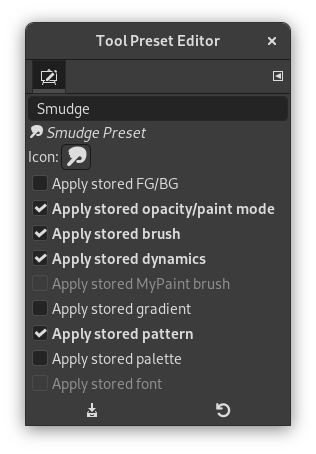 Tool Preset Editor
Smudge
Smudge Preset
Icon:
Apply stored FG/BG
Apply stored opacity/paint mode
Apply stored brush
Apply stored dynamics
Apply stored MyPaint brush
Apply stored gradient
Apply stored pattern
Apply stored palette
Apply stored font